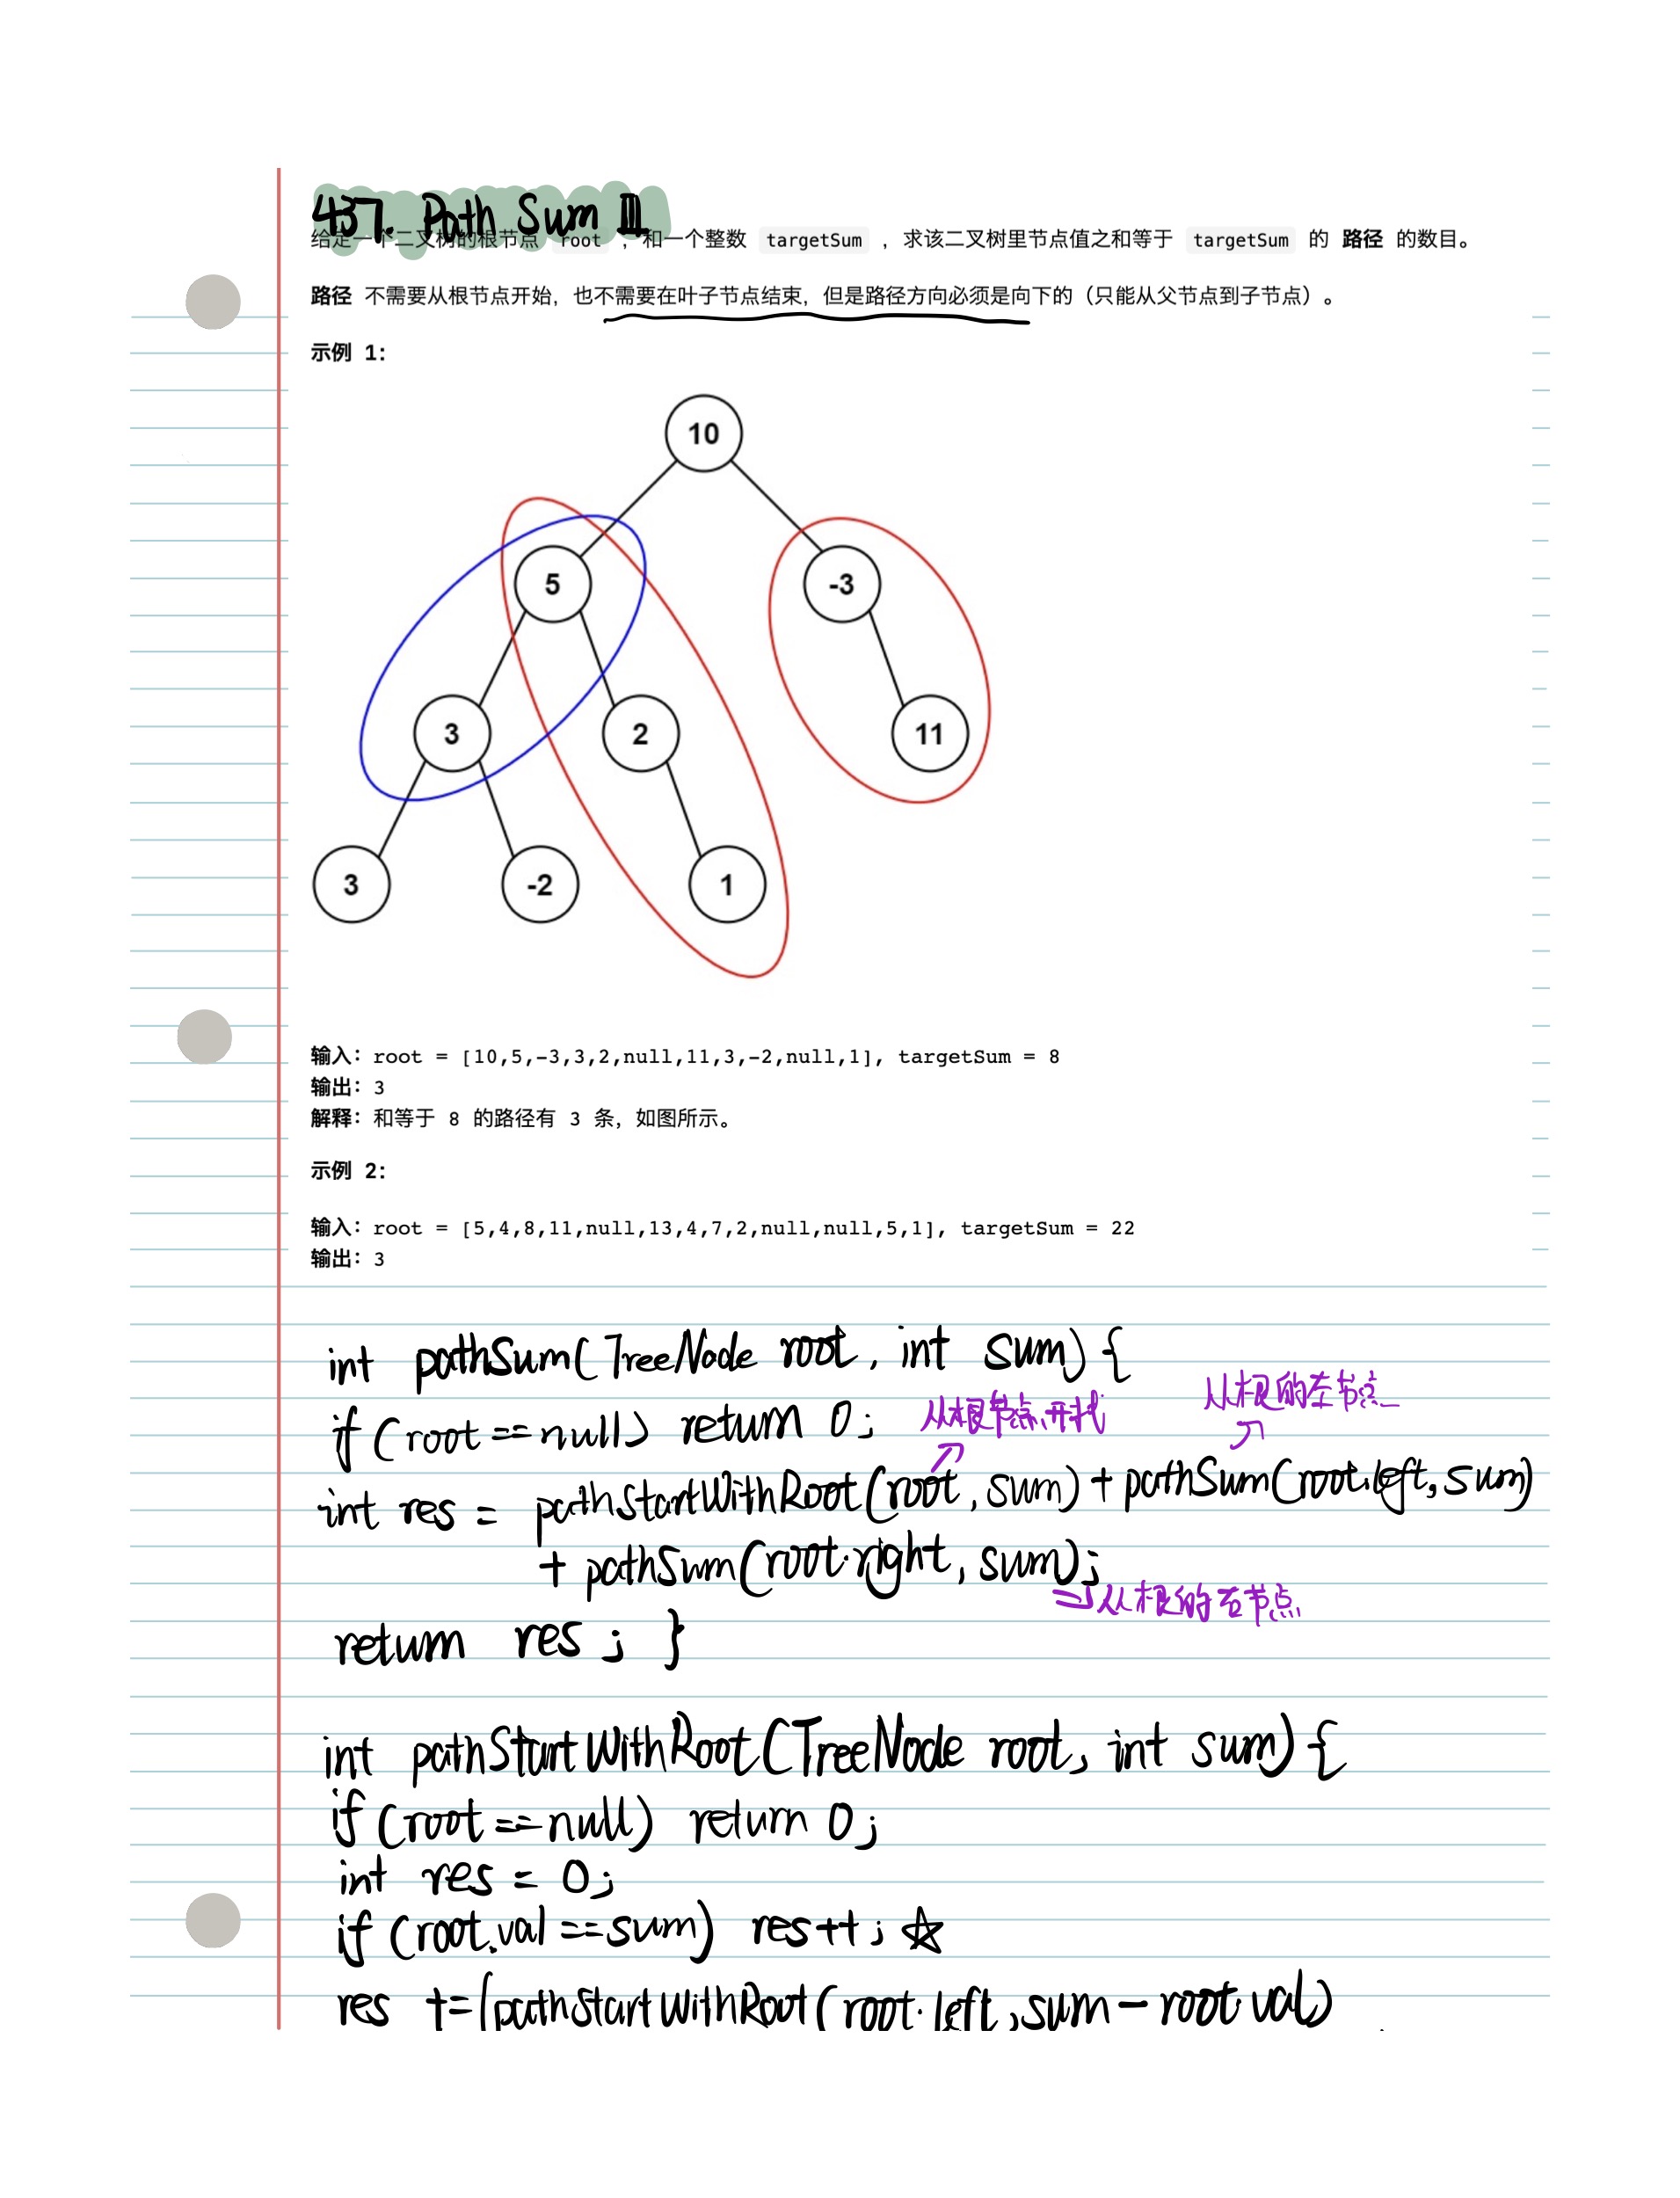 437. Path Sum III
给定一个二叉树的根节点 root ，和一个整数 targetSum ，求该二叉树里节点值之和等于 targetSum 的 路径 的数目。
路径 不需要从根节点开始，也不需要在叶子节点结束，但是路径方向必须是向下的（只能从父节点到子节点）。
示例 1：
10
5 -3
3 2 11
3 -2 1
输入：root = [10,5,-3,3,2,null,11,3,-2,null,1], targetSum = 8
输出：3
解释：和等于 8 的路径有 3 条，如图所示。
示例 2：
输入：root = [5,4,8,11,null,13,4,7,2,null,null,5,1], targetSum = 22
输出：3
int pathSum(TreeNode root, int sum){
从根的左节点
if (root==null) return 0; 从根节点开找
int res = pathStartWithRoot(root, sum) + pathSum(root.left, sum)
+ pathSum(root.right, sum);
⇒从根的右节点
return res; }
int pathStartWithRoot(TreeNode root, int sum){
if (root==null) return 0;
int res = 0;
if (root.val==sum) res++; ☆
res +=(pathStartWithRoot(root.left, sum-root.val)